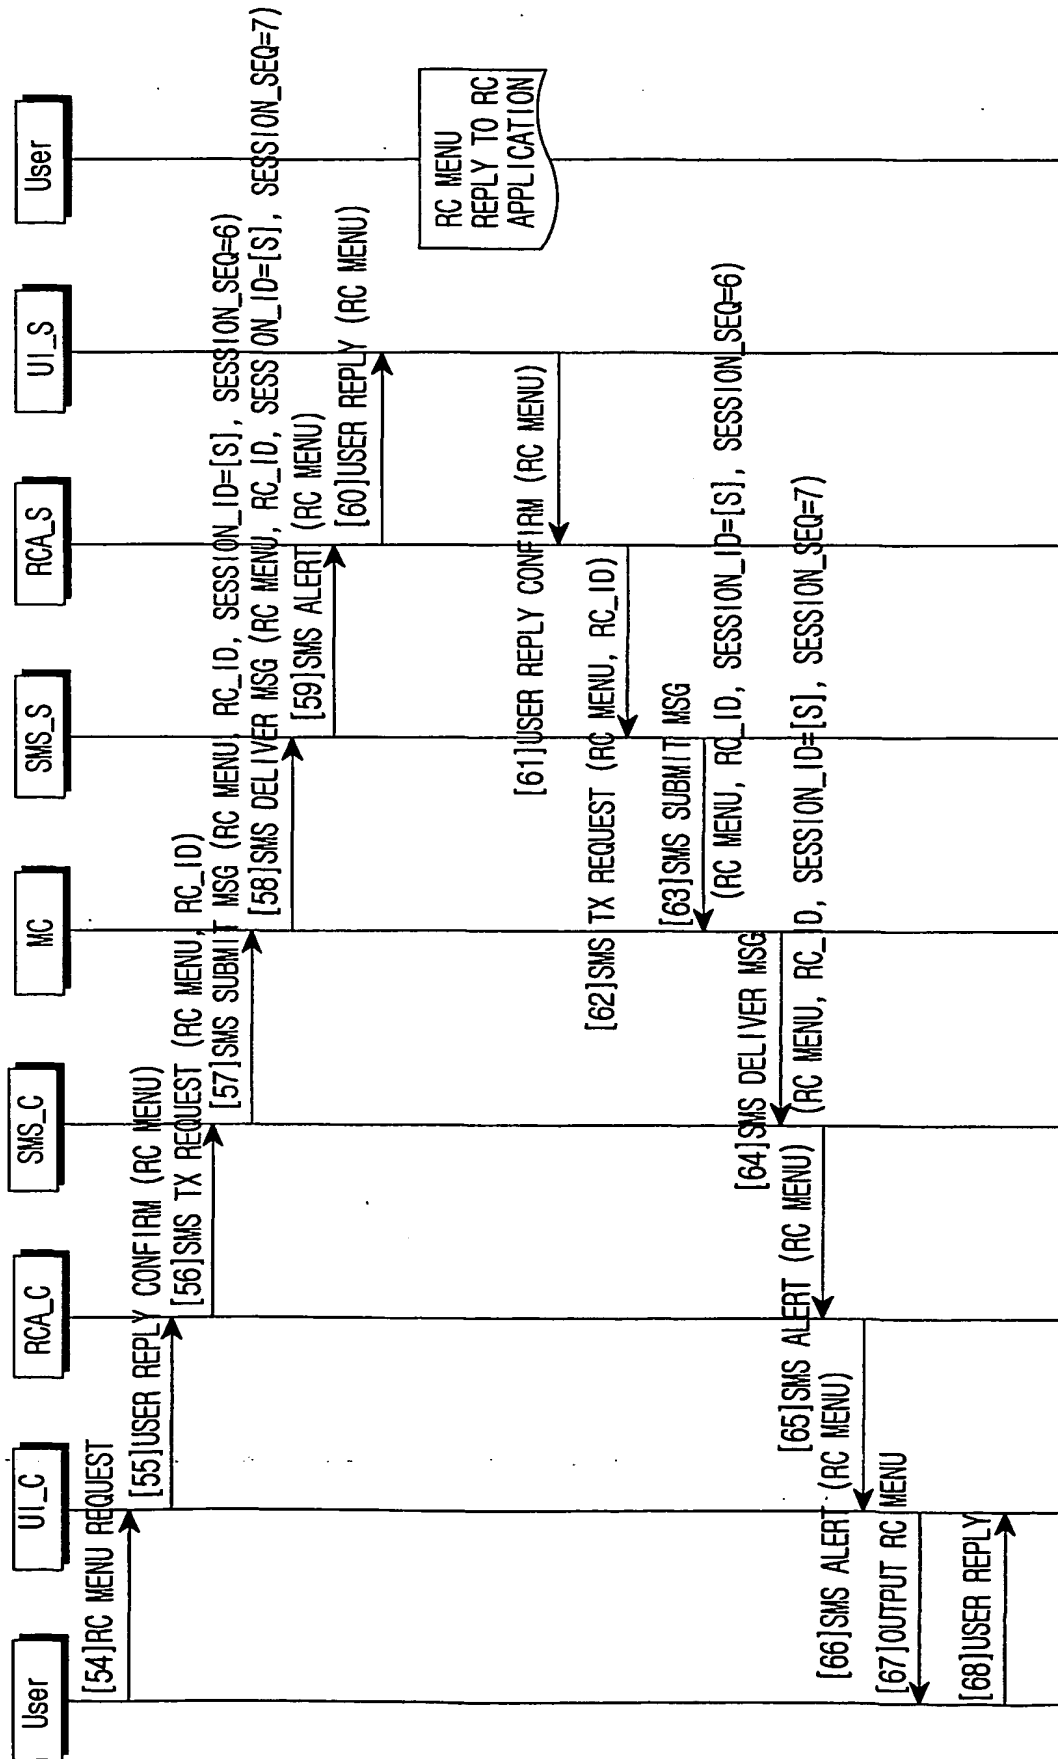 User
UI_C
RCA_C
SMS_C
MC
SMS_S
RCA_S
UI_S
User
[54]RC MENU REQUEST
[55]USER REPLY CONFIRM (RC MENU)
[56]SMS TX REQUEST (RC MENU, RC_ID)
[57]SMS SUBMIT MSG (RC MENU, RC_ID, SESSION_ID=[S], SESSION_SEQ=6)
[58]SMS DELIVER MSG (RC MENU, RC_ID, SESSION_ID=[S], SESSION_SEQ=7)
[59]SMS ALERT (RC MENU)
[60]USER REPLY (RC MENU)
RC MENU
REPLY TO RC
APPLICATION
[61]USER REPLY CONFIRM (RC MENU)
[62]SMS TX REQUEST (RC MENU, RC_ID)
[63]SMS SUBMIT MSG
(RC MENU, RC_ID, SESSION_ID=[S], SESSION_SEQ=6)
[64]SMS DELIVER MSG
(RC MENU, RC_ID, SESSION_ID=[S], SESSION_SEQ=7)
[65]SMS ALERT (RC MENU)
[66]SMS ALERT (RC MENU)
[67]OUTPUT RC MENU
[68]USER REPLY